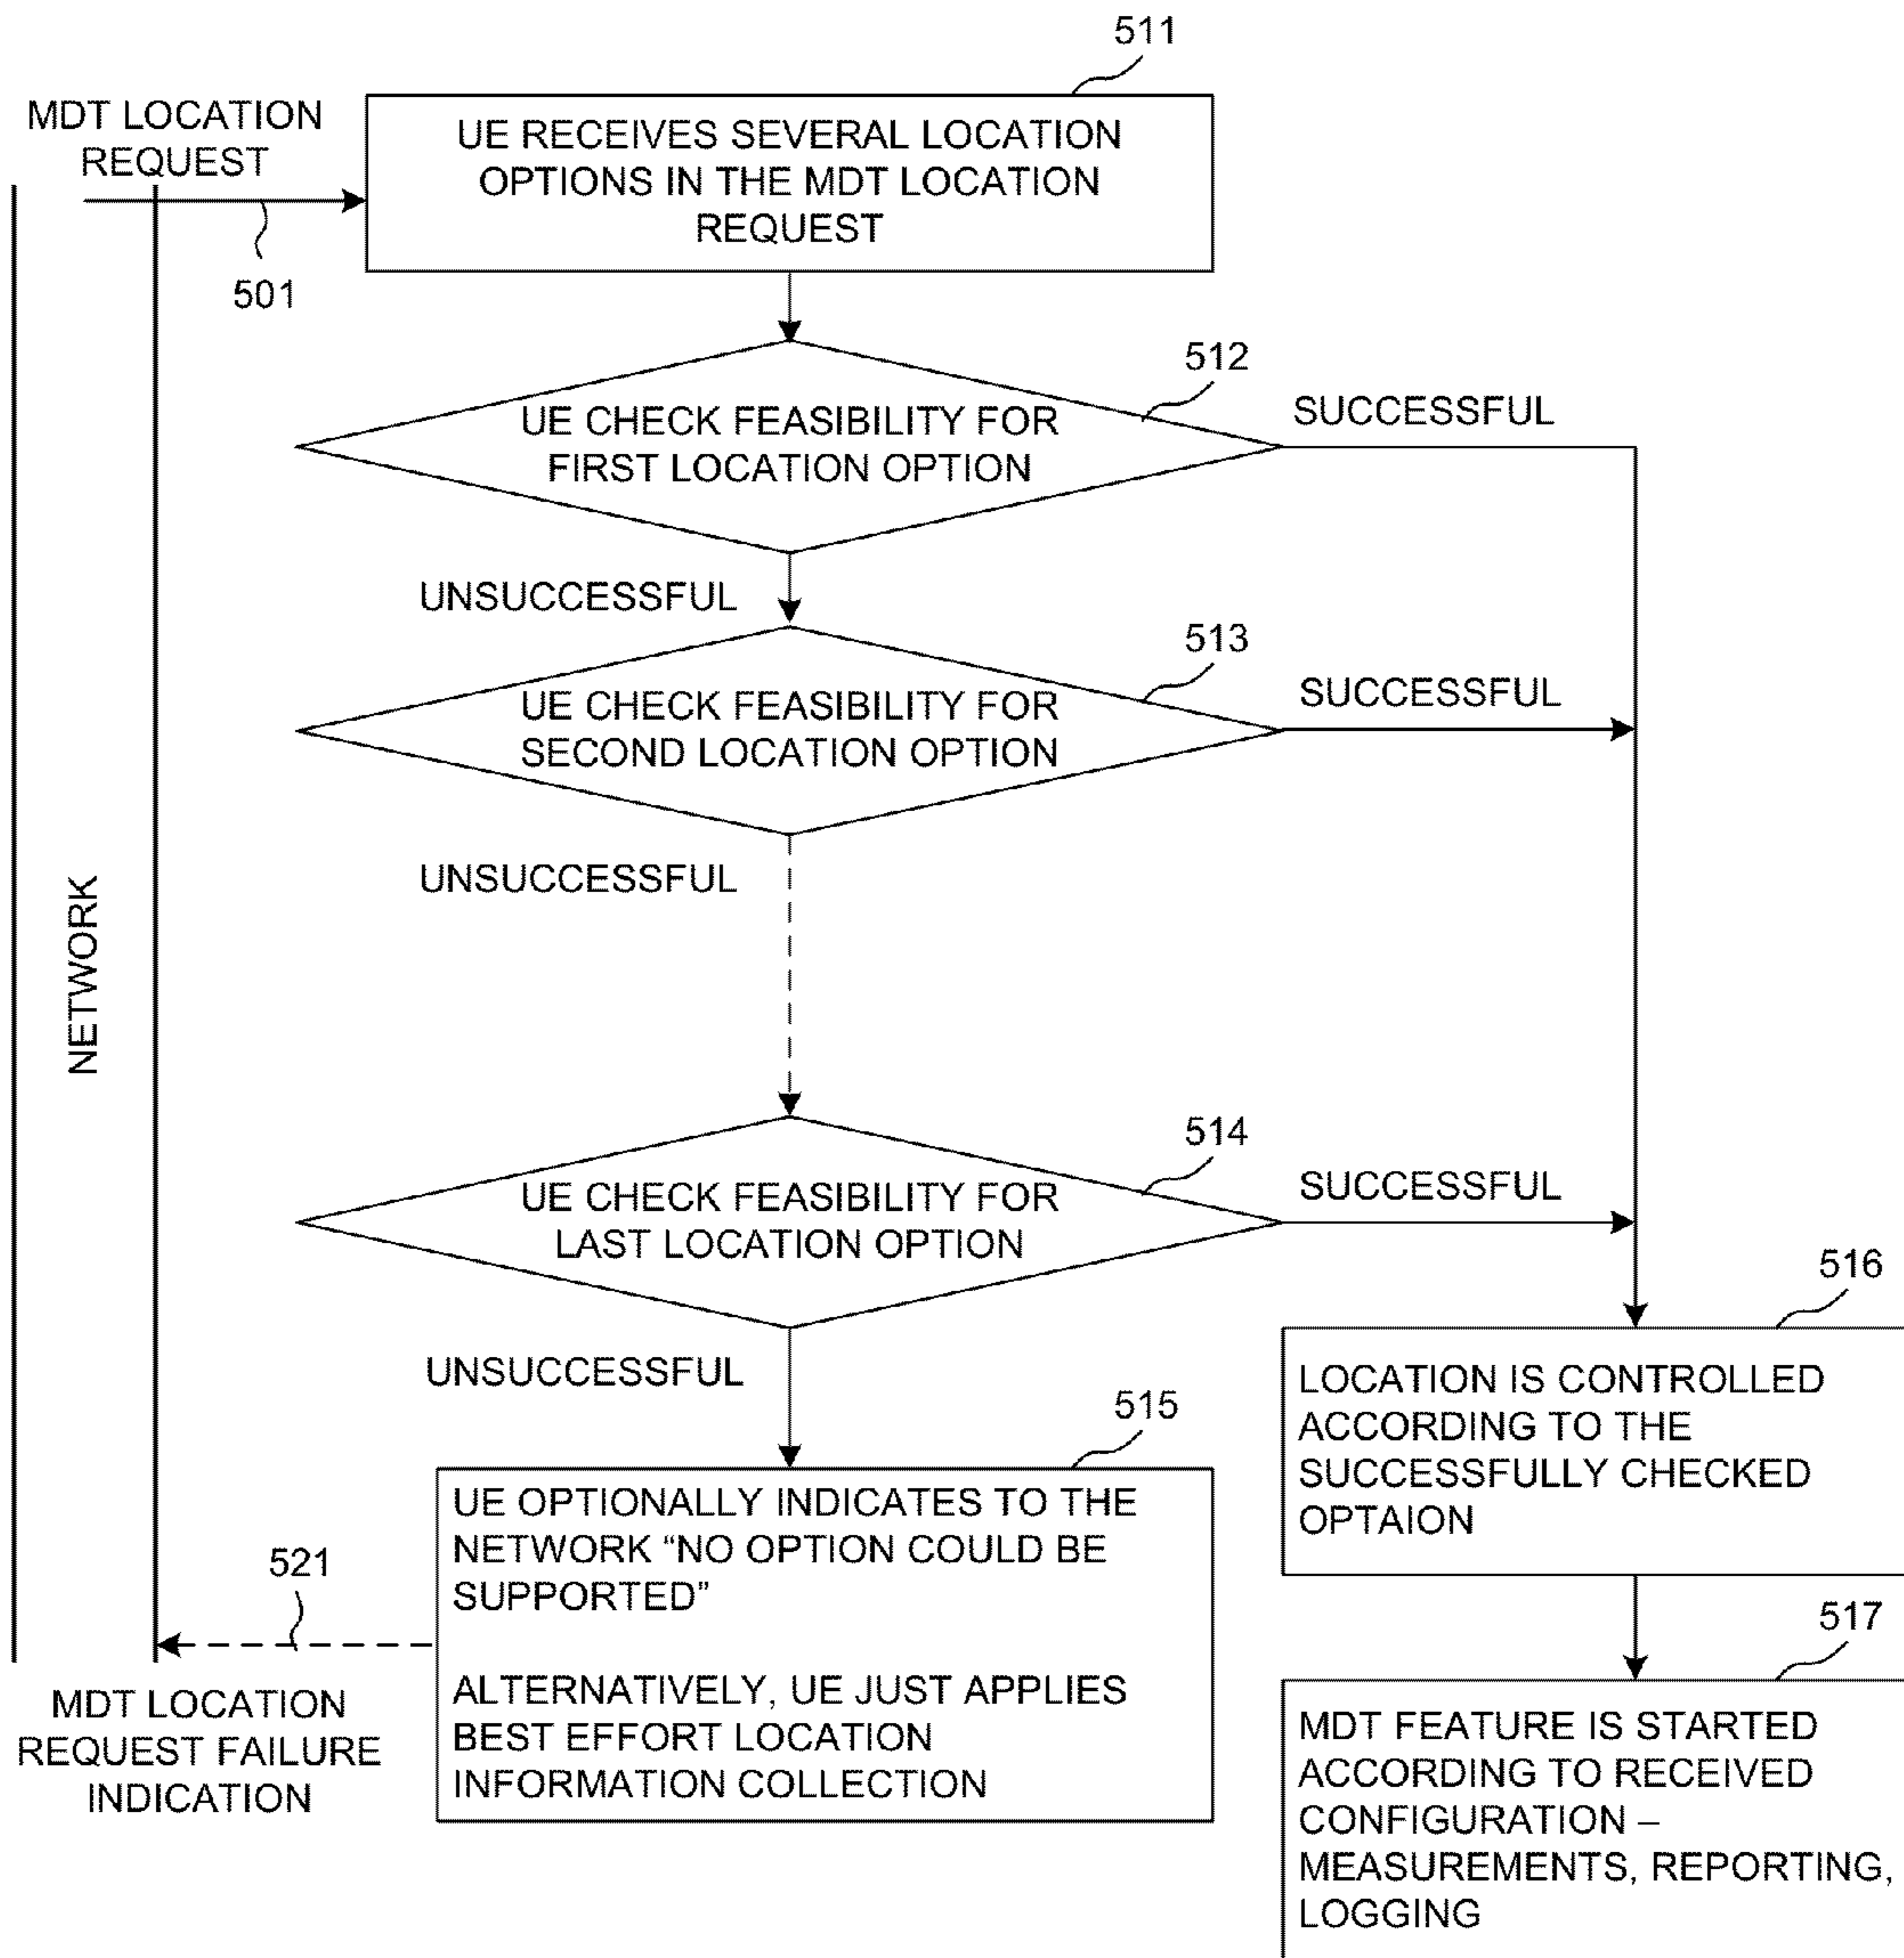 511
MDT LOCATION
REQUEST
UE RECEIVES SEVERAL LOCATION
OPTIONS IN THE MDT LOCATION
REQUEST
501
512
UE CHECK FEASIBILITY FOR
FIRST LOCATION OPTION
SUCCESSFUL
UNSUCCESSFUL
513
UE CHECK FEASIBILITY FOR
SECOND LOCATION OPTION
SUCCESSFUL
UNSUCCESSFUL
NETWORK
514
UE CHECK FEASIBILITY FOR
LAST LOCATION OPTION
SUCCESSFUL
UNSUCCESSFUL
515
UE OPTIONALLY INDICATES TO THE
NETWORK “NO OPTION COULD BE
SUPPORTED”
ALTERNATIVELY, UE JUST APPLIES
BEST EFFORT LOCATION
INFORMATION COLLECTION
521
MDT LOCATION
REQUEST FAILURE
INDICATION
516
LOCATION IS CONTROLLED
ACCORDING TO THE
SUCCESSFULLY CHECKED
OPTAION
517
MDT FEATURE IS STARTED
ACCORDING TO RECEIVED
CONFIGURATION –
MEASUREMENTS, REPORTING,
LOGGING